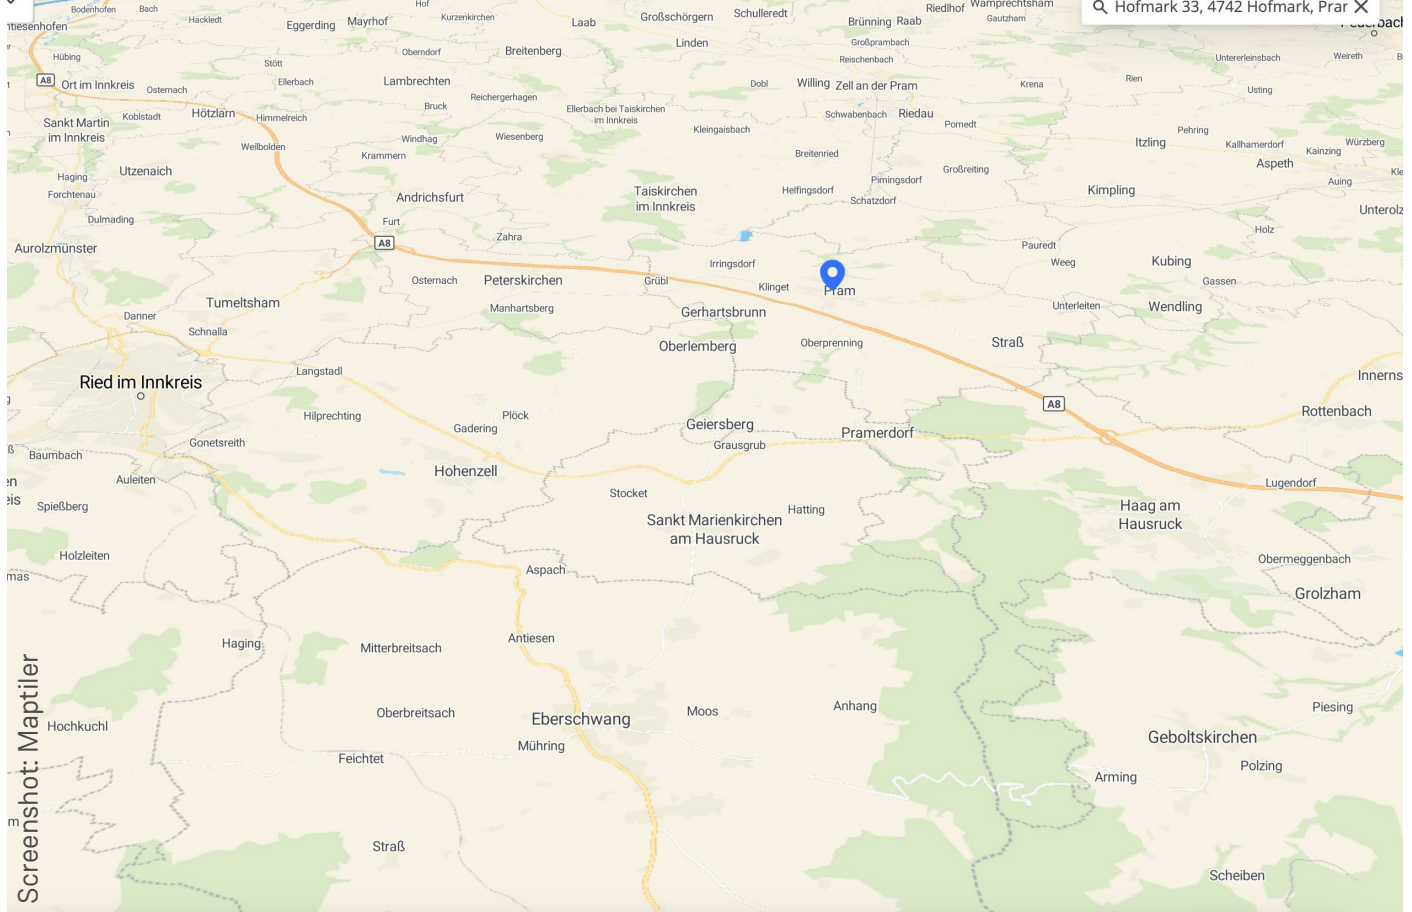 Bodenhofen
Bach
Hackledt
Eggerding
Mayrhof
Hof
Kurzenkirchen
Laab
Großschörgern
Schulleredt
Brünning
Raab
Riedlhof
Wamprechtsham
Gautzham
Hofmark 33, 4742 Hofmark, Prar
Hübing
Stött
Oberndorf
Breitenberg
Linden
Großprambach
Reischenbach
Untererleinsbach
Weireth
A8
Ort im Innkreis
Osternach
Ellerbach
Lambrechten
Reichergerhagen
Dobl
Willing
Zell an der Pram
Krena
Rien
Usting
Sankt Martin
im Innkreis
Koblstadt
Hötzlarn
Himmelreich
Bruck
Ellerbach bei Taiskirchen
im Innkreis
Kleingaisbach
Schwabenbach
Riedau
Pomedt
Pehring
Weilbolden
Windhag
Wiesenberg
Itzling
Kallhamerdorf
Kainzing
Würzberg
Utzenaich
Krammern
Breitenried
Großreiting
Aspeth
Haging
Forchtenau
Andrichsfurt
Taiskirchen
im Innkreis
Helfingsdorf
Pimingsdorf
Schatzdorf
Kimpling
Auing
Dulmading
Furt
Unterolz
Aurolzmünster
A8
Zahra
Holz
Pauredt
Osternach
Peterskirchen
Grübl
Irringsdorf
Klinget
Pram
Weeg
Kubing
Gassen
Tumeltsham
Manhartsberg
Gerhartsbrunn
Unterleiten
Wendling
Danner
Schnalla
Oberlemberg
Oberprenning
Straß
Ried im Innkreis
Langstadl
Innerns
A8
Hilprechting
Plöck
Gadering
Geiersberg
Grausgrub
Pramerdorf
Rottenbach
Gonetsreith
Baumbach
Auleiten
Hohenzell
Stocket
Lugendorf
Spießberg
Sankt Marienkirchen
am Hausruck
Hatting
Haag am
Hausruck
Holzleiten
Aspach
Obermeggenbach
Grolzham
Haging
Mitterbreitsach
Antiesen
Hochkuchl
Oberbreitsach
Eberschwang
Moos
Anhang
Piesing
Mühring
Feichtet
Geboltskirchen
Arming
Polzing
Straß
Scheiben
Screenshot: Maptiler